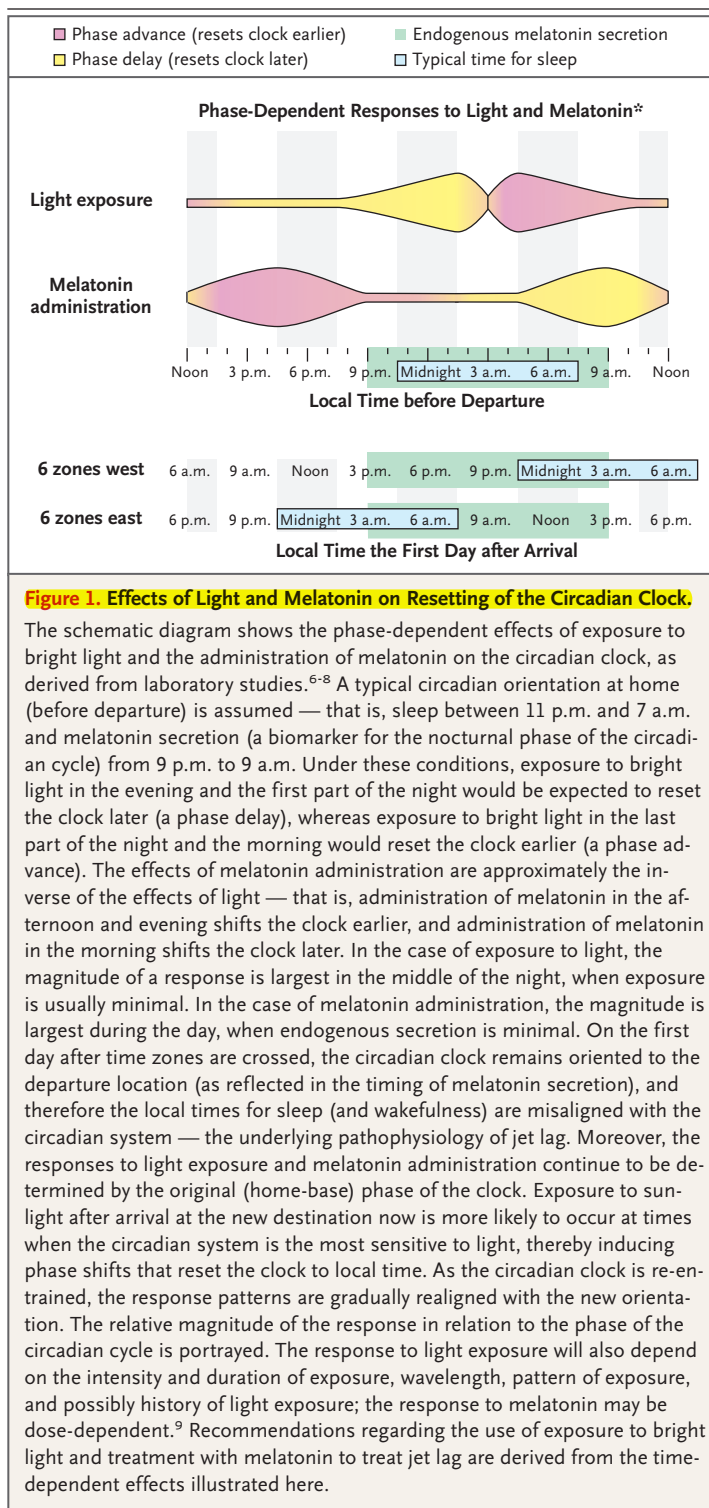 Phase advance (resets clock earlier)
Endogenous melatonin secretion
Phase delay (resets clock later)
Typical time for sleep
Phase-Dependent Responses to Light and Melatonin*
Light exposure
Melatonin
administration
Noon 3 p.m. 6 p.m. 9 p.m. Midnight 3 a.m. 6 a.m. 9 a.m. Noon
Local Time before Departure
6 zones west 6 a.m. 9 a.m. Noon 3 p.m. 6 p.m. 9 p.m. Midnight 3 a.m. 6 a.m.
6 zones east 6 p.m. 9 p.m. Midnight 3 a.m. 6 a.m. 9 a.m. Noon 3 p.m. 6 p.m.
Local Time the First Day after Arrival
Figure 1. Effects of Light and Melatonin on Resetting of the Circadian Clock.
The schematic diagram shows the phase-dependent effects of exposure to
bright light and the administration of melatonin on the circadian clock, as
derived from laboratory studies.6-8 A typical circadian orientation at home
(before departure) is assumed — that is, sleep between 11 p.m. and 7 a.m.
and melatonin secretion (a biomarker for the nocturnal phase of the circadi-
an cycle) from 9 p.m. to 9 a.m. Under these conditions, exposure to bright
light in the evening and the first part of the night would be expected to reset
the clock later (a phase delay), whereas exposure to bright light in the last
part of the night and the morning would reset the clock earlier (a phase ad-
vance). The effects of melatonin administration are approximately the in-
verse of the effects of light — that is, administration of melatonin in the af-
ternoon and evening shifts the clock earlier, and administration of melatonin
in the morning shifts the clock later. In the case of exposure to light, the
magnitude of a response is largest in the middle of the night, when exposure
is usually minimal. In the case of melatonin administration, the magnitude is
largest during the day, when endogenous secretion is minimal. On the first
day after time zones are crossed, the circadian clock remains oriented to the
departure location (as reflected in the timing of melatonin secretion), and
therefore the local times for sleep (and wakefulness) are misaligned with the
circadian system — the underlying pathophysiology of jet lag. Moreover, the
responses to light exposure and melatonin administration continue to be de-
termined by the original (home-base) phase of the clock. Exposure to sun-
light after arrival at the new destination now is more likely to occur at times
when the circadian system is the most sensitive to light, thereby inducing
phase shifts that reset the clock to local time. As the circadian clock is re-en-
trained, the response patterns are gradually realigned with the new orienta-
tion. The relative magnitude of the response in relation to the phase of the
circadian cycle is portrayed. The response to light exposure will also depend
on the intensity and duration of exposure, wavelength, pattern of exposure,
and possibly history of light exposure; the response to melatonin may be
dose-dependent.9 Recommendations regarding the use of exposure to bright
light and treatment with melatonin to treat jet lag are derived from the time-
dependent effects illustrated here.